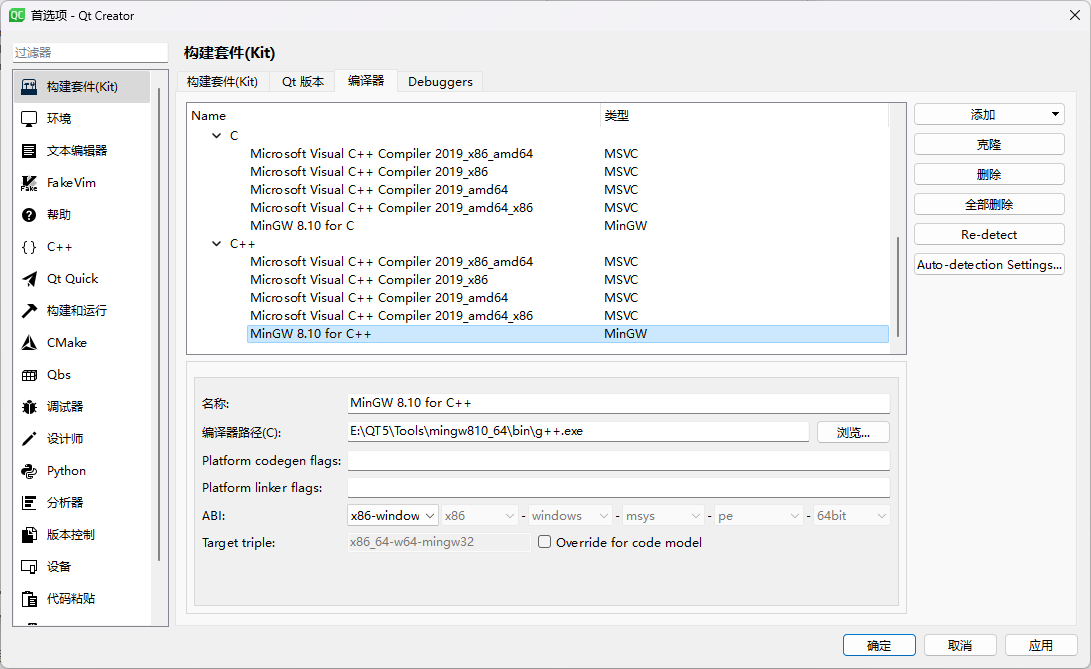 QC 首选项 - Qt Creator
过滤器
构建套件(Kit)
环境
文本编辑器
FakeVim
帮助
C++
Qt Quick
构建和运行
CMake
Qbs
调试器
设计师
Python
分析器
版本控制
设备
代码粘贴
构建套件(Kit)
构建套件(Kit) Qt 版本 编译器 Debuggers
Name 类型
C
Microsoft Visual C++ Compiler 2019_x86_amd64 MSVC
Microsoft Visual C++ Compiler 2019_x86 MSVC
Microsoft Visual C++ Compiler 2019_amd64 MSVC
Microsoft Visual C++ Compiler 2019_amd64_x86 MSVC
MinGW 8.10 for C MinGW
C++
Microsoft Visual C++ Compiler 2019_x86_amd64 MSVC
Microsoft Visual C++ Compiler 2019_x86 MSVC
Microsoft Visual C++ Compiler 2019_amd64 MSVC
Microsoft Visual C++ Compiler 2019_amd64_x86 MSVC
MinGW 8.10 for C++ MinGW
添加
克隆
删除
全部删除
Re-detect
Auto-detection Settings...
名称: MinGW 8.10 for C++
编译器路径(C): E:\QT5\Tools\mingw810_64\bin\g++.exe 浏览...
Platform codegen flags:
Platform linker flags:
ABI: x86-window x86 - windows - msys - pe - 64bit
Target triple: x86_64-w64-mingw32 Override for code model
确定 取消 应用